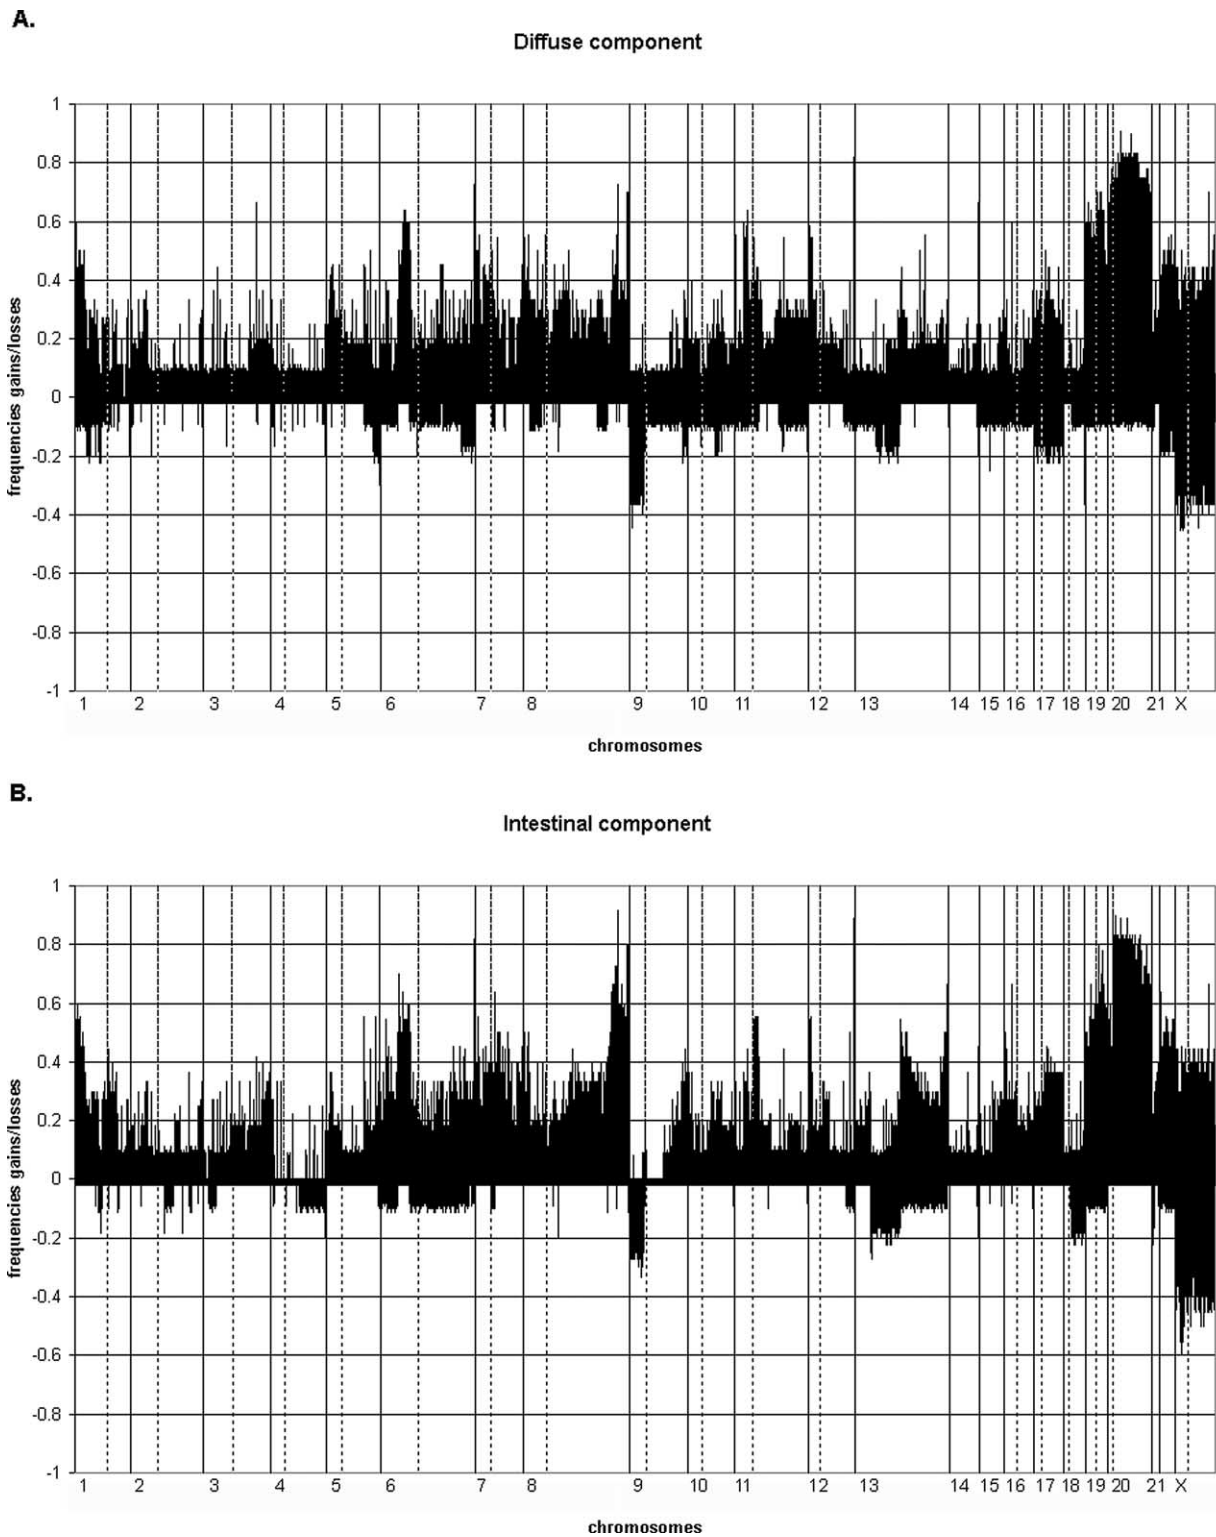 A.
Diffuse component
1
0.8
0.6
0.4
0.2
0
-0.2
-0.4
-0.6
-0.8
-1
frequencies gains/losses
1 2 3 4 5 6 7 8 9 10 11 12 13 14 15 16 17 18 19 20 21 X
chromosomes
B.
Intestinal component
1
0.8
0.6
0.4
0.2
0
-0.2
-0.4
-0.6
-0.8
-1
frequencies gains/losses
1 2 3 4 5 6 7 8 9 10 11 12 13 14 15 16 17 18 19 20 21 X
chromosomes